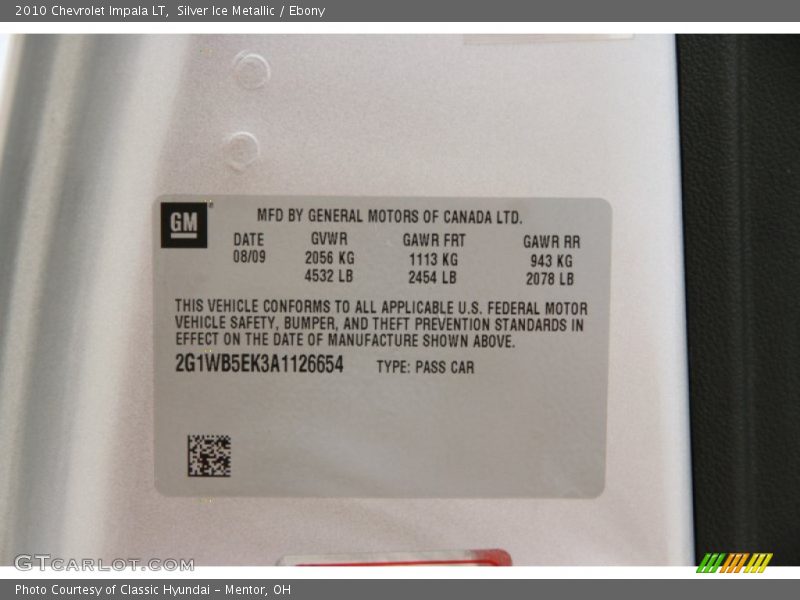 2010 Chevrolet Impala LT, Silver Ice Metallic / Ebony
GM
MFD BY GENERAL MOTORS OF CANADA LTD.
DATE GVWR GAWR FRT GAWR RR
08/09 2056 KG 1113 KG 943 KG
4532 LB 2454 LB 2078 LB
THIS VEHICLE CONFORMS TO ALL APPLICABLE U.S. FEDERAL MOTOR
VEHICLE SAFETY, BUMPER, AND THEFT PREVENTION STANDARDS IN
EFFECT ON THE DATE OF MANUFACTURE SHOWN ABOVE.
2G1WB5EK3A1126654 TYPE: PASS CAR
GTCARLOT.COM
Photo Courtesy of Classic Hyundai - Mentor, OH